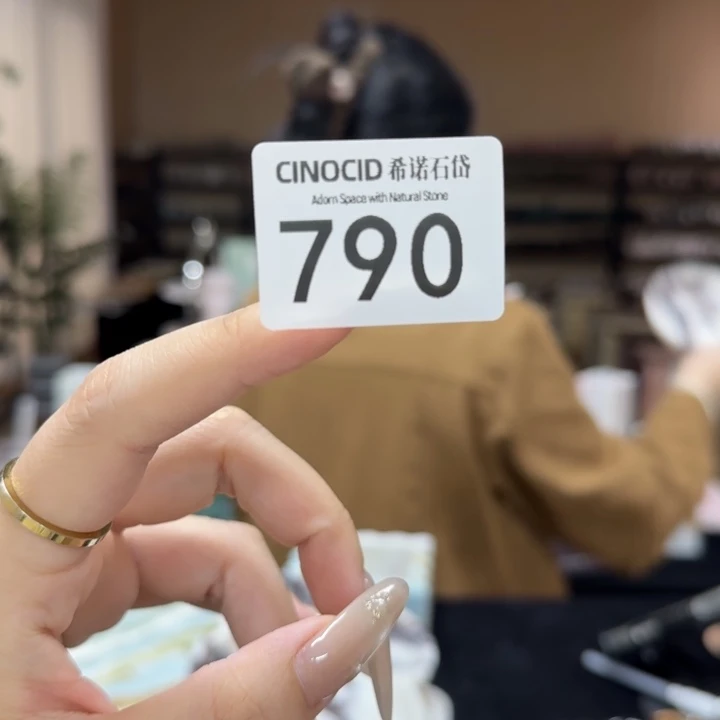 CINOCID 希诺石岱
Adorn Space with Natural Stone
790